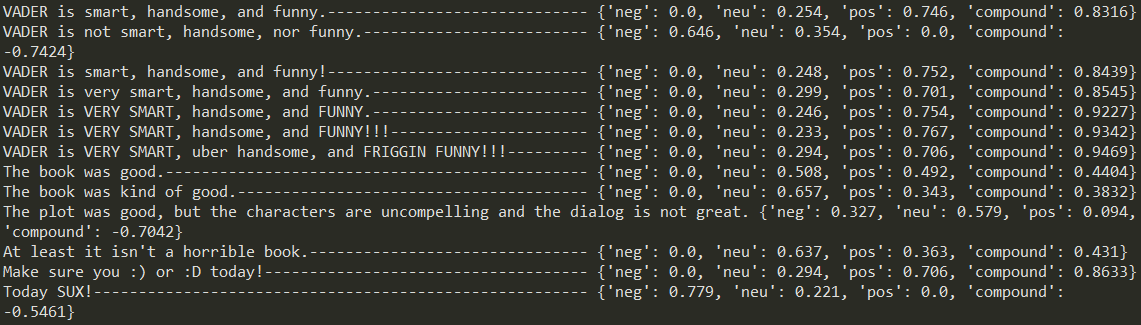 VADER is smart, handsome, and funny.----------------------------- {'neg': 0.0, 'neu': 0.254, 'pos': 0.746, 'compound': 0.8316}
VADER is not smart, handsome, nor funny.------------------------- {'neg': 0.646, 'neu': 0.354, 'pos': 0.0, 'compound':
-0.7424}
VADER is smart, handsome, and funny!----------------------------- {'neg': 0.0, 'neu': 0.248, 'pos': 0.752, 'compound': 0.8439}
VADER is very smart, handsome, and funny.------------------------ {'neg': 0.0, 'neu': 0.299, 'pos': 0.701, 'compound': 0.8545}
VADER is VERY SMART, handsome, and FUNNY.------------------------ {'neg': 0.0, 'neu': 0.246, 'pos': 0.754, 'compound': 0.9227}
VADER is VERY SMART, handsome, and FUNNY!!!---------------------- {'neg': 0.0, 'neu': 0.233, 'pos': 0.767, 'compound': 0.9342}
VADER is VERY SMART, uber handsome, and FRIGGIN FUNNY!!!--------- {'neg': 0.0, 'neu': 0.294, 'pos': 0.706, 'compound': 0.9469}
The book was good.----------------------------------------------- {'neg': 0.0, 'neu': 0.508, 'pos': 0.492, 'compound': 0.4404}
The book was kind of good.--------------------------------------- {'neg': 0.0, 'neu': 0.657, 'pos': 0.343, 'compound': 0.3832}
The plot was good, but the characters are uncompelling and the dialog is not great. {'neg': 0.327, 'neu': 0.579, 'pos': 0.094,
'compound': -0.7042}
At least it isn't a horrible book.------------------------------- {'neg': 0.0, 'neu': 0.637, 'pos': 0.363, 'compound': 0.431}
Make sure you :) or :D today!------------------------------------ {'neg': 0.0, 'neu': 0.294, 'pos': 0.706, 'compound': 0.8633}
Today SUX!------------------------------------------------------- {'neg': 0.779, 'neu': 0.221, 'pos': 0.0, 'compound':
-0.5461}